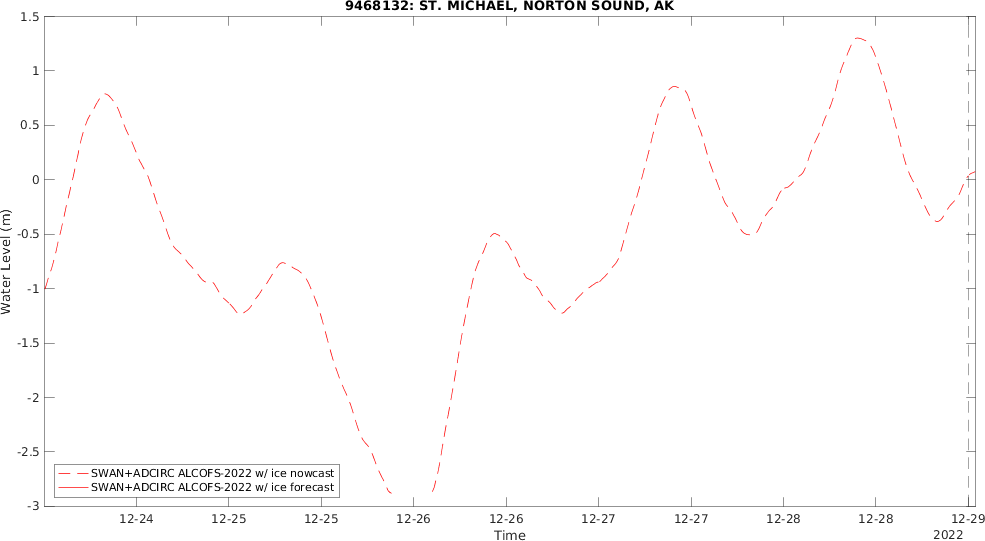 9468132: ST. MICHAEL, NORTON SOUND, AK
1.5
1
0.5
0
-0.5
-1
-1.5
-2
-2.5
-3
Water Level (m)
SWAN+ADCIRC ALCOFS-2022 w/ ice nowcast
SWAN+ADCIRC ALCOFS-2022 w/ ice forecast
12-24 12-25 12-25 12-26 12-26 12-27 12-27 12-28 12-28 12-29
Time
2022